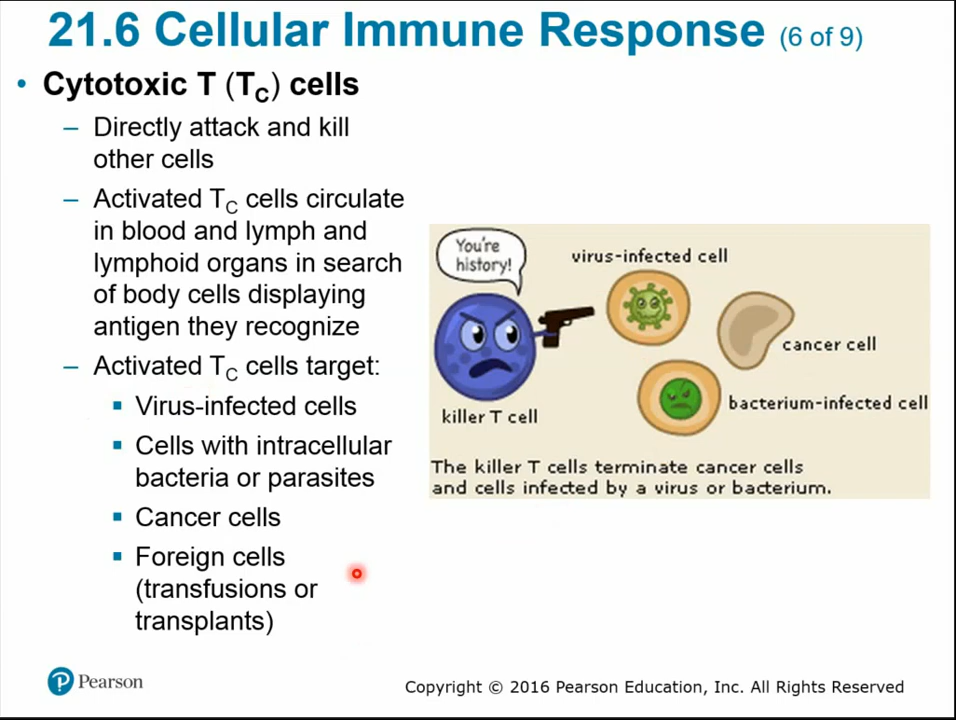 21.6 Cellular Immune Response (6 of 9)
• Cytotoxic T (TC) cells
– Directly attack and kill
other cells
– Activated TC cells circulate
in blood and lymph and
lymphoid organs in search
of body cells displaying
antigen they recognize
– Activated TC cells target:
▪ Virus-infected cells
▪ Cells with intracellular
bacteria or parasites
▪ Cancer cells
▪ Foreign cells
(transfusions or
transplants)
You're
history!
virus-infected cell
cancer cell
bacterium-infected cell
killer T cell
The killer T cells terminate cancer cells
and cells infected by a virus or bacterium.
P Pearson
Copyright © 2016 Pearson Education, Inc. All Rights Reserved